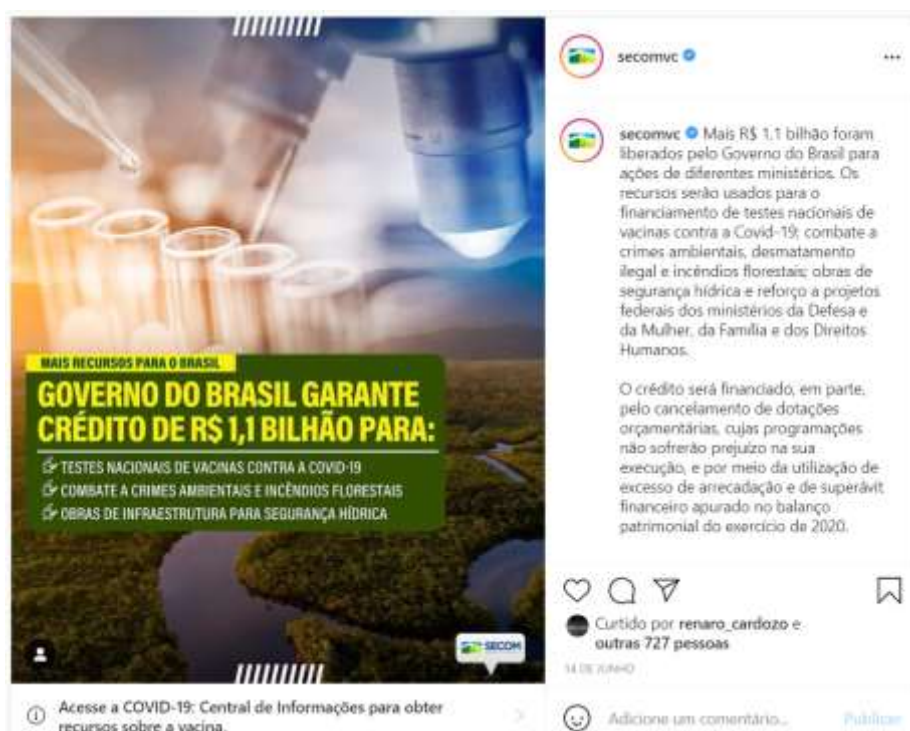 MAIS RECURSOS PARA O BRASIL
GOVERNO DO BRASIL GARANTE
CRÉDITO DE R$ 1,1 BILHÃO PARA:
TESTES NACIONAIS DE VACINAS CONTRA A COVID-19
COMBATE A CRIMES AMBIENTAIS E INCÊNDIOS FLORESTAIS
OBRAS DE INFRAESTRUTURA PARA SEGURANÇA HÍDRICA
SECOM
Acesse a COVID-19: Central de Informações para obter
recursos sobre a vacina.
secomvc
secomvc Mais R$ 1,1 bilhão foram
liberados pelo Governo do Brasil para
ações de diferentes ministérios. Os
recursos serão usados para o
financiamento de testes nacionais de
vacinas contra a Covid-19; combate a
crimes ambientais, desmatamento
ilegal e incêndios florestais; obras de
segurança hídrica e reforço a projetos
federais dos ministérios da Defesa e
da Mulher, da Família e dos Direitos
Humanos.
O crédito será financiado, em parte,
pelo cancelamento de dotações
orçamentárias, cujas programações
não sofrerão prejuízo na sua
execução, e por meio da utilização de
excesso de arrecadação e de superávit
financeiro apurado no balanço
patrimonial do exercício de 2020.
Curtido por renaro_cardozo e
outras 727 pessoas
14 DE JUNHO
Adicione um comentário... Publicar